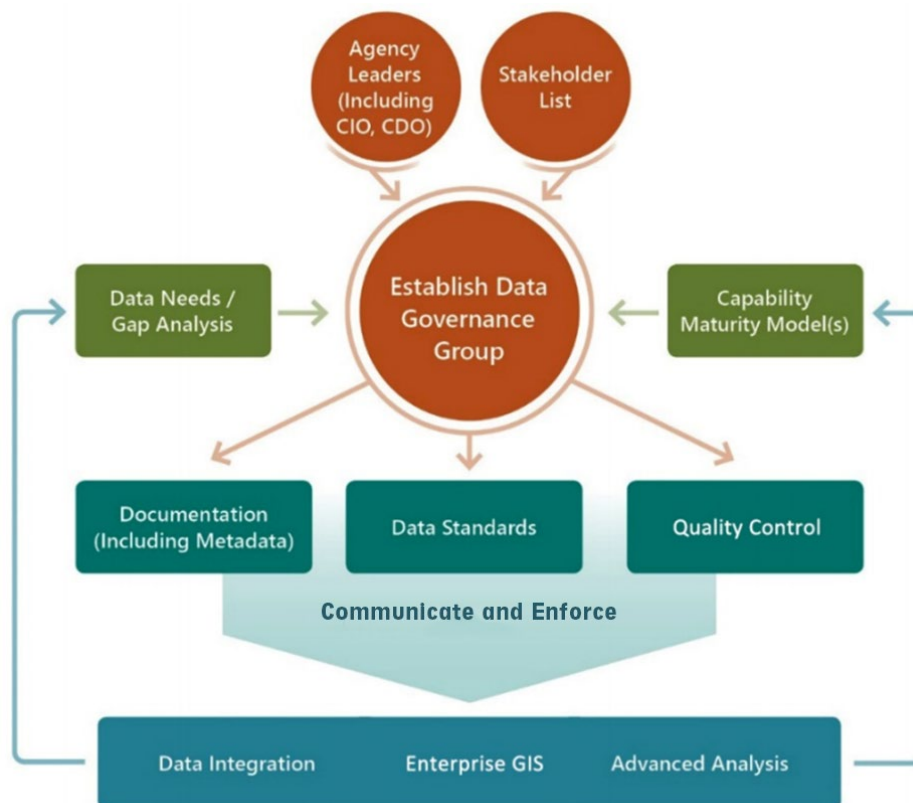 Agency
Leaders
(Including
CIO, CDO)
Stakeholder
List
Establish Data
Governance
Group
Data Needs /
Gap Analysis
Capability
Maturity Model(s)
Documentation
(Including Metadata)
Data Standards
Quality Control
Communicate and Enforce
Data Integration
Enterprise GIS
Advanced Analysis